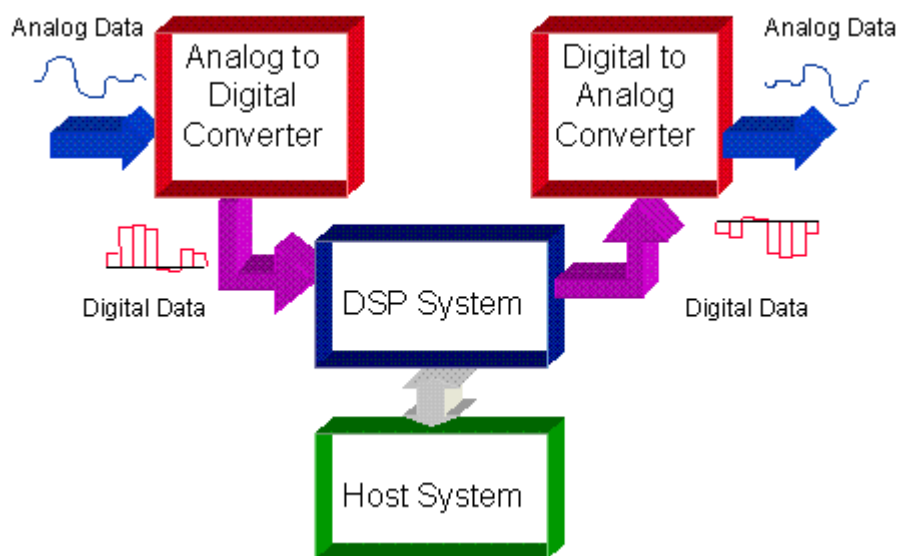 Analog Data
Analog to
Digital
Converter
Digital to
Analog
Converter
Analog Data
Digital Data
DSP System
Digital Data
Host System